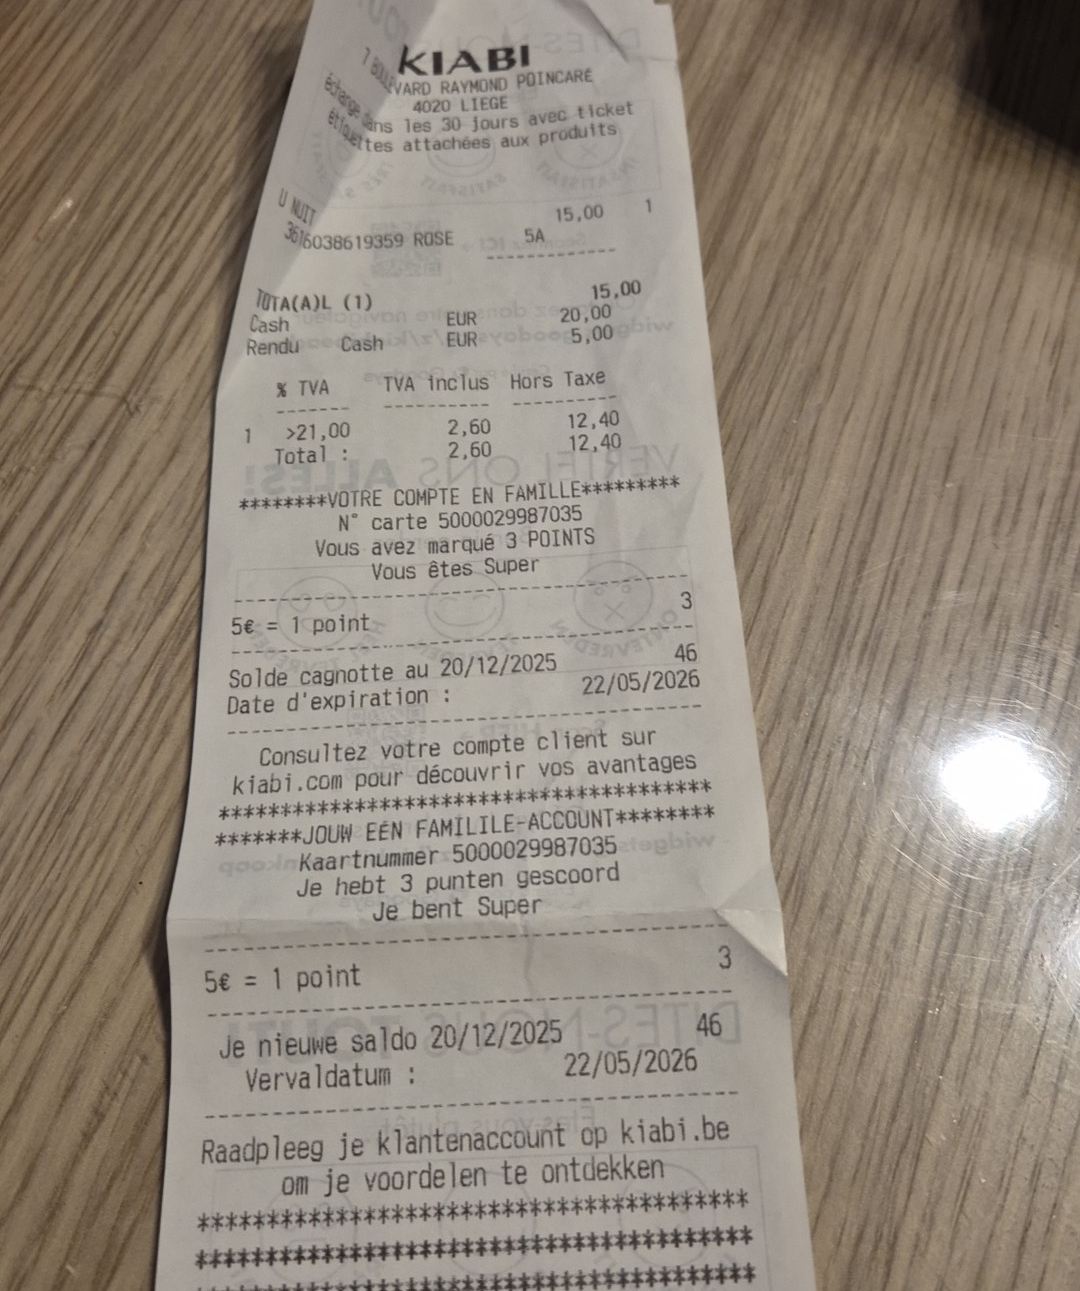 KIABI
7 BOULEVARD RAYMOND POINCARÉ
4020 LIEGE
échange dans les 30 jours avec ticket
étiquettes attachées aux produits
U NUIT 15,00 1
3616038619359 ROSE 5A
------------
TOTA(A)L (1) 15,00
Cash EUR 20,00
Rendu Cash EUR 5,00
% TVA TVA inclus Hors Taxe
------- ---------- ----------
1 >21,00 2,60 12,40
Total : 2,60 12,40
********VOTRE COMPTE EN FAMILLE*********
N° carte 5000029987035
Vous avez marqué 3 POINTS
Vous êtes Super
----------------------------------------
5€ = 1 point 3
----------------------------------------
Solde cagnotte au 20/12/2025 46
Date d'expiration : 22/05/2026
----------------------------------------
Consultez votre compte client sur
kiabi.com pour découvrir vos avantages
****************************************
*******JOUW EÉN FAMILILE-ACCOUNT********
Kaartnummer 5000029987035
Je hebt 3 punten gescoord
Je bent Super
----------------------------------------
5€ = 1 point 3
----------------------------------------
Je nieuwe saldo 20/12/2025 46
Vervaldatum : 22/05/2026
----------------------------------------
Raadpleeg je klantenaccount op kiabi.be
om je voordelen te ontdekken
****************************************
****************************************
****************************************